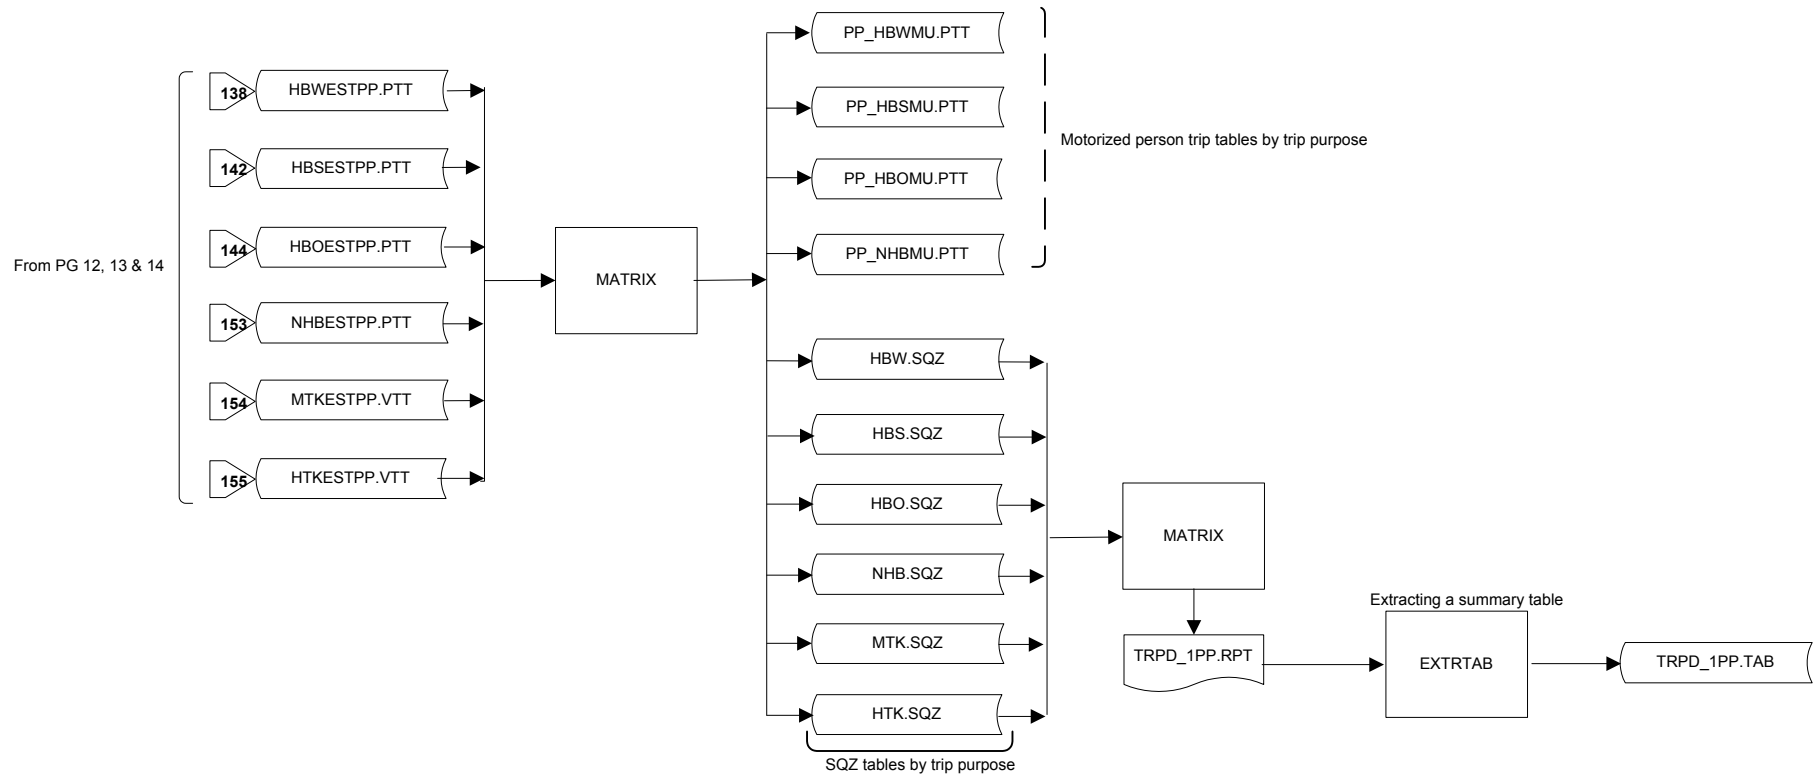 From PG 12, 13 & 14
138
HBWESTPP.PTT
142
HBSESTPP.PTT
144
HBOESTPP.PTT
153
NHBESTPP.PTT
154
MTKESTPP.VTT
155
HTKESTPP.VTT
MATRIX
PP_HBWMU.PTT
PP_HBSMU.PTT
PP_HBOMU.PTT
PP_NHBMU.PTT
Motorized person trip tables by trip purpose
HBW.SQZ
HBS.SQZ
HBO.SQZ
NHB.SQZ
MTK.SQZ
HTK.SQZ
SQZ tables by trip purpose
MATRIX
TRPD_1PP.RPT
Extracting a summary table
EXTRTAB
TRPD_1PP.TAB